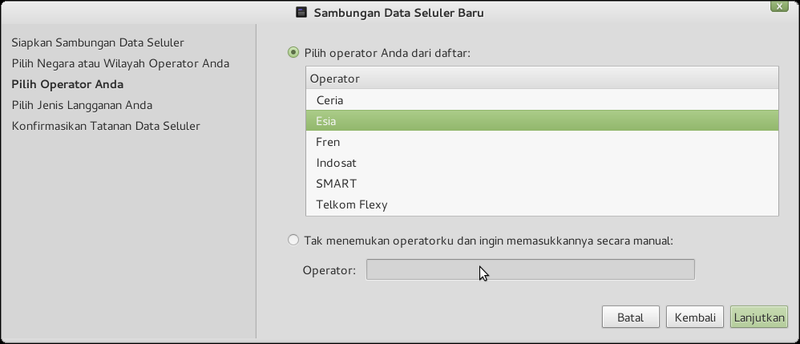 Sambungan Data Seluler Baru
x
Siapkan Sambungan Data Seluler
Pilih Negara atau Wilayah Operator Anda
Pilih Operator Anda
Pilih Jenis Langganan Anda
Konfirmasikan Tatanan Data Seluler
Pilih operator Anda dari daftar:
Operator
Ceria
Esia
Fren
Indosat
SMART
Telkom Flexy
Tak menemukan operatorku dan ingin memasukkannya secara manual:
Operator:
Batal
Kembali
Lanjutkan